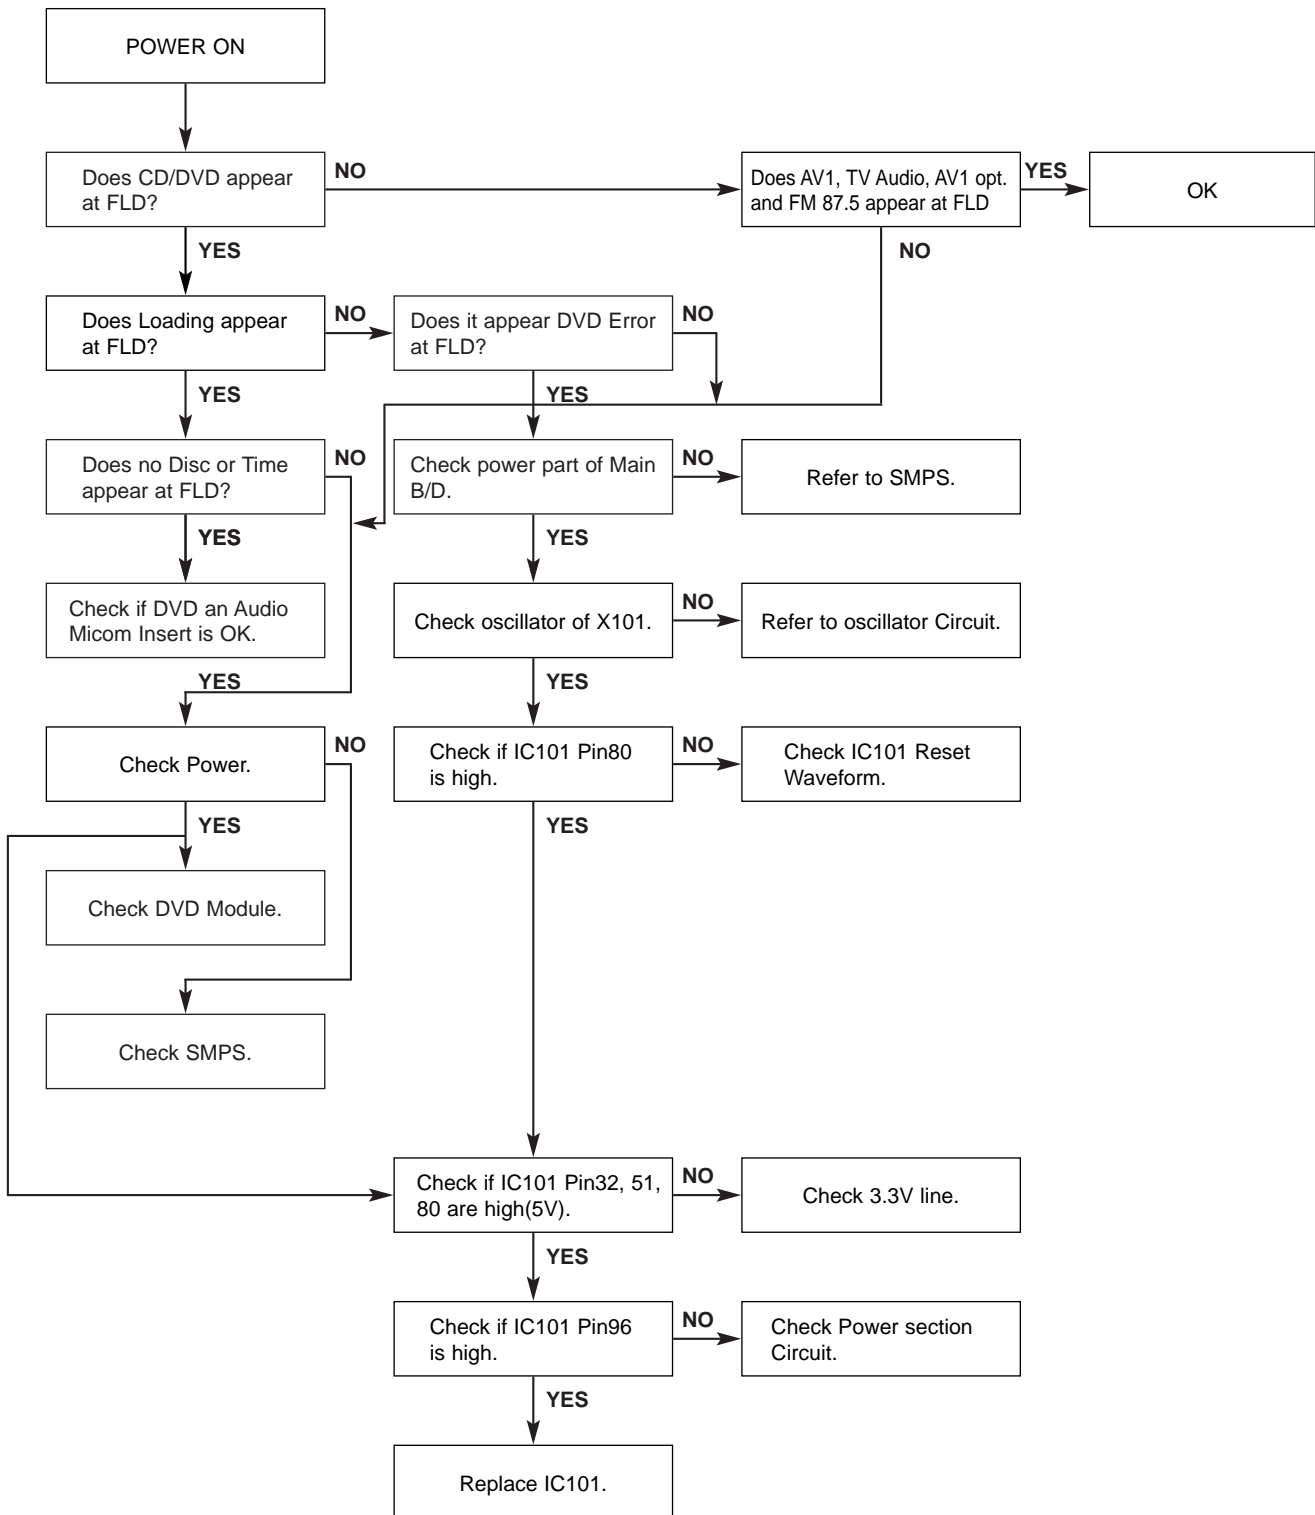 POWER ON
Does CD/DVD appear
at FLD?
NO
Does AV1, TV Audio, AV1 opt.
and FM 87.5 appear at FLD
YES
OK
YES
NO
Does Loading appear
at FLD?
NO
Does it appear DVD Error
at FLD?
NO
YES
YES
Does no Disc or Time
appear at FLD?
NO
Check power part of Main
B/D.
NO
Refer to SMPS.
YES
YES
Check if DVD an Audio
Micom Insert is OK.
Check oscillator of X101.
NO
Refer to oscillator Circuit.
YES
YES
Check Power.
NO
Check if IC101 Pin80
is high.
NO
Check IC101 Reset
Waveform.
YES
YES
Check DVD Module.
Check SMPS.
Check if IC101 Pin32, 51,
80 are high(5V).
NO
Check 3.3V line.
YES
Check if IC101 Pin96
is high.
NO
Check Power section
Circuit.
YES
Replace IC101.